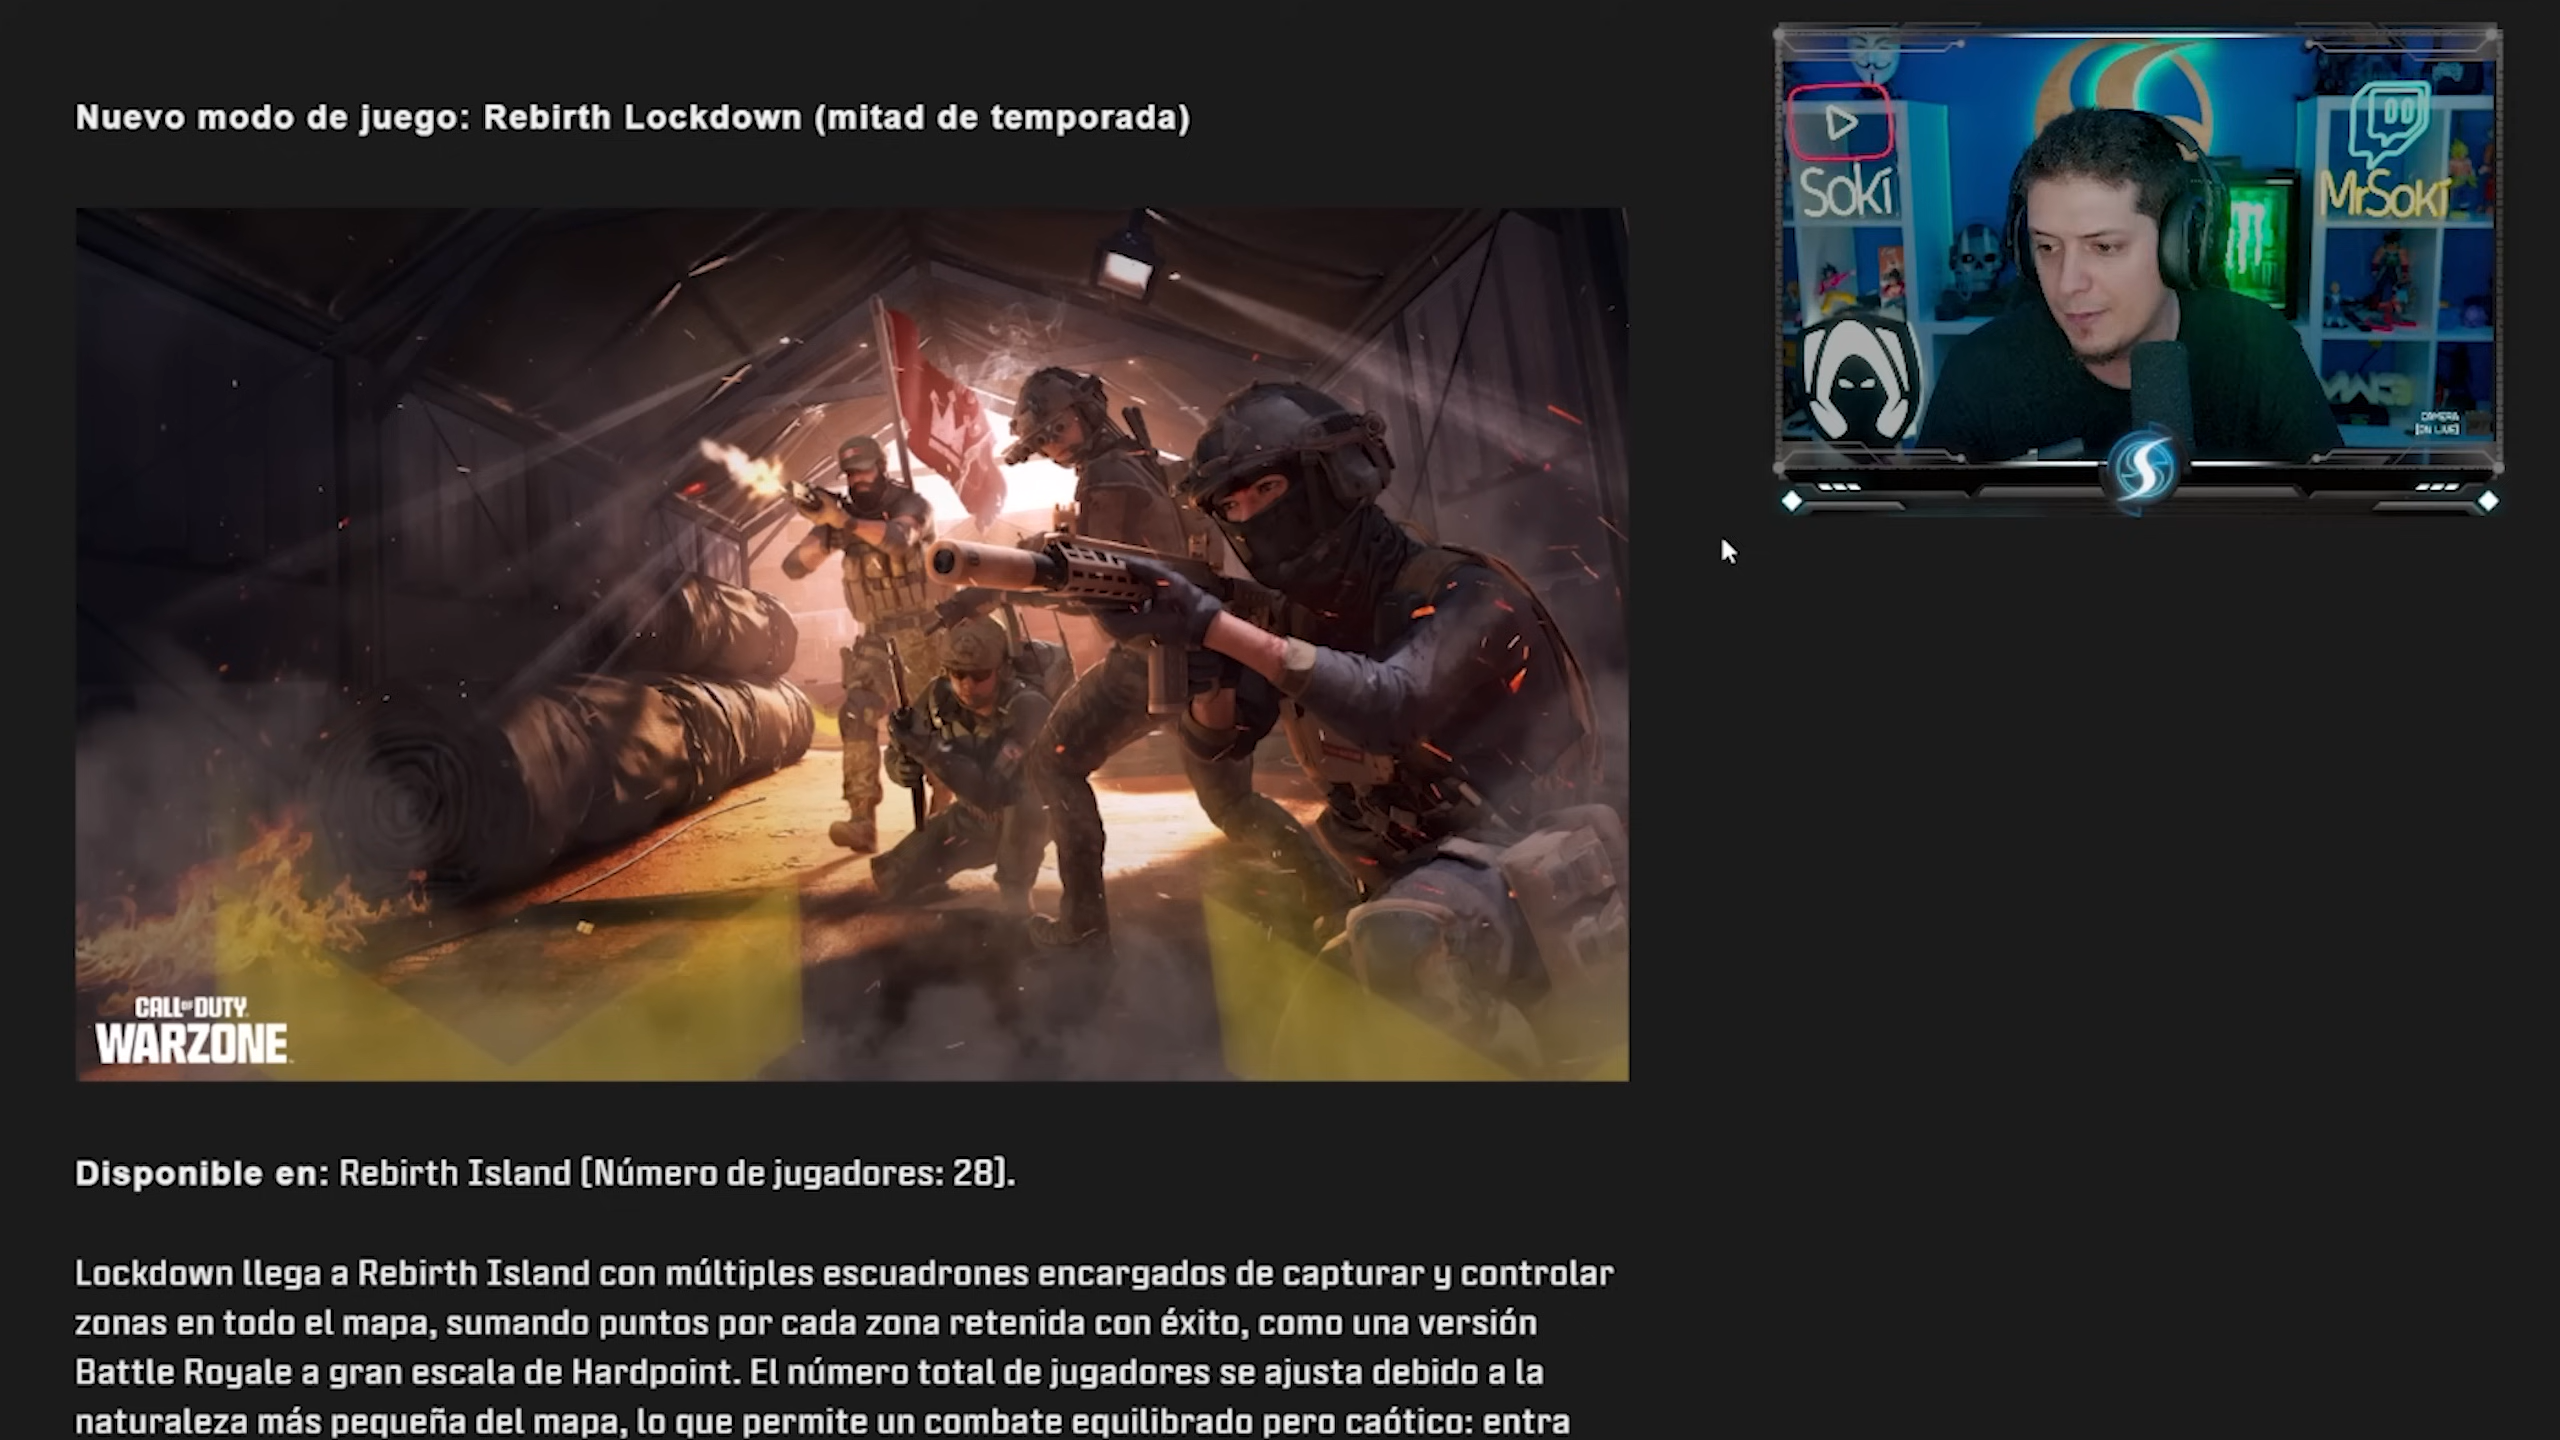 Nuevo modo de juego: Rebirth Lockdown (mitad de temporada)
Soki
MrSoki
CAMERA
[ON LIVE]
CALL OF DUTY
WARZONE
Disponible en: Rebirth Island [Número de jugadores: 28].
Lockdown llega a Rebirth Island con múltiples escuadrones encargados de capturar y controlar
zonas en todo el mapa, sumando puntos por cada zona retenida con éxito, como una versión
Battle Royale a gran escala de Hardpoint. El número total de jugadores se ajusta debido a la
naturaleza más pequeña del mapa, lo que permite un combate equilibrado pero caótico: entra